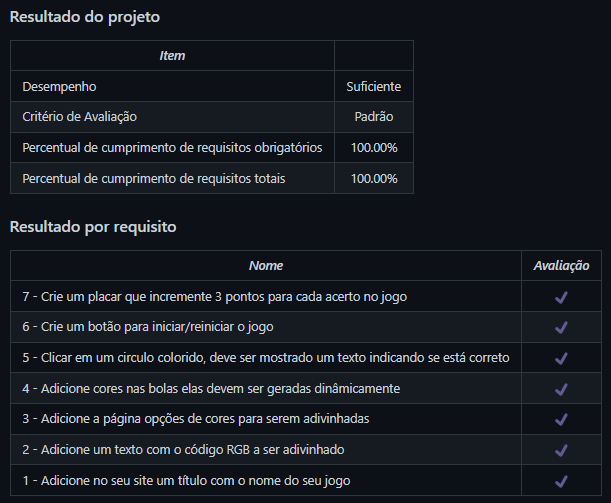 Resultado do projeto
Item
Desempenho Suficiente
Critério de Avaliação Padrão
Percentual de cumprimento de requisitos obrigatórios 100.00%
Percentual de cumprimento de requisitos totais 100.00%
Resultado por requisito
Nome Avaliação
7 - Crie um placar que incremente 3 pontos para cada acerto no jogo ✔
6 - Crie um botão para iniciar/reiniciar o jogo ✔
5 - Clicar em um circulo colorido, deve ser mostrado um texto indicando se está correto ✔
4 - Adicione cores nas bolas elas devem ser geradas dinâmicamente ✔
3 - Adicione a página opções de cores para serem adivinhadas ✔
2 - Adicione um texto com o código RGB a ser adivinhado ✔
1 - Adicione no seu site um título com o nome do seu jogo ✔